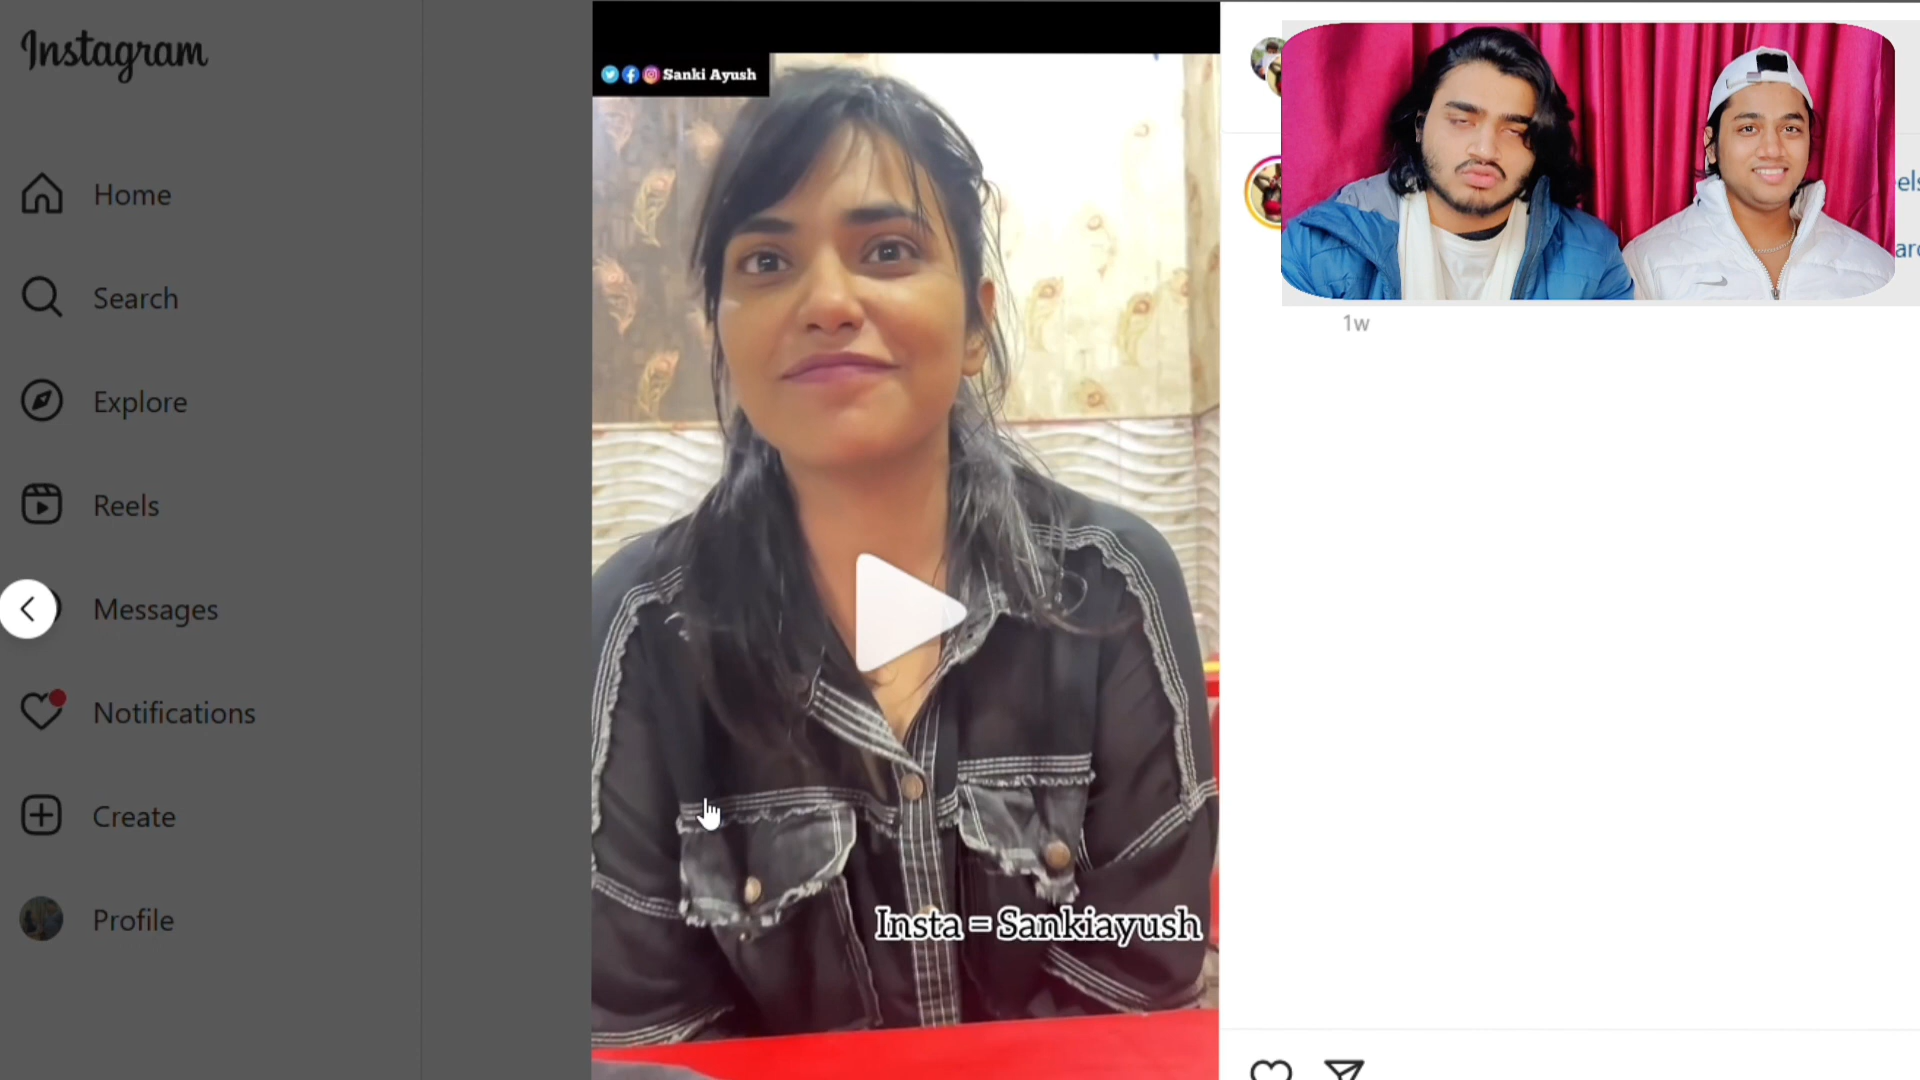 Instagram
Sanki Ayush
Home
Search
Explore
Reels
Messages
Notifications
Create
Profile
1w
Insta = Sankiayush